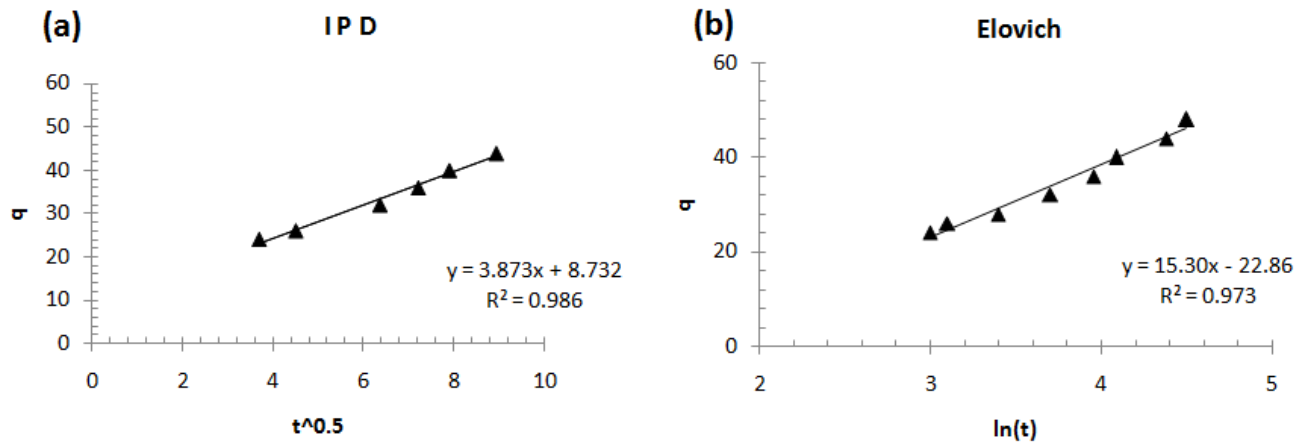 (a)
I P D
60
50
40
30
20
10
0
q
y = 3.873x + 8.732
R² = 0.986
0 2 4 6 8 10
t^0.5
(b)
Elovich
60
40
20
0
q
y = 15.30x - 22.86
R² = 0.973
2 3 4 5
ln(t)